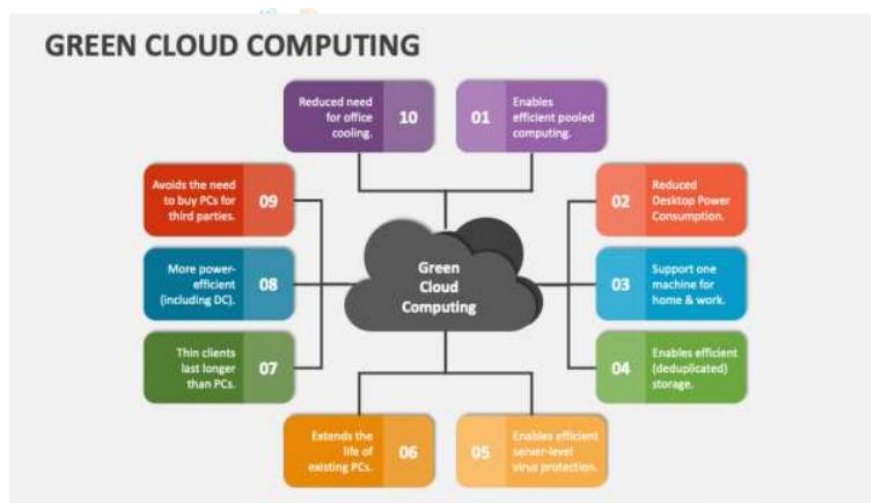 GREEN CLOUD COMPUTING
Reduced need
for office
cooling.
10
01
Enables
efficient pooled
computing.
Avoids the need
to buy PCs for
third parties.
09
02
Reduced
Desktop Power
Consumption.
More power-
efficient
(including DC).
08
Green
Cloud
Computing
03
Support one
machine for
home & work.
Thin clients
last longer
than PCs.
07
04
Enables efficient
(deduplicated)
storage.
Extends the
life of
existing PCs.
06
05
Enables efficient
server-level
virus protection.